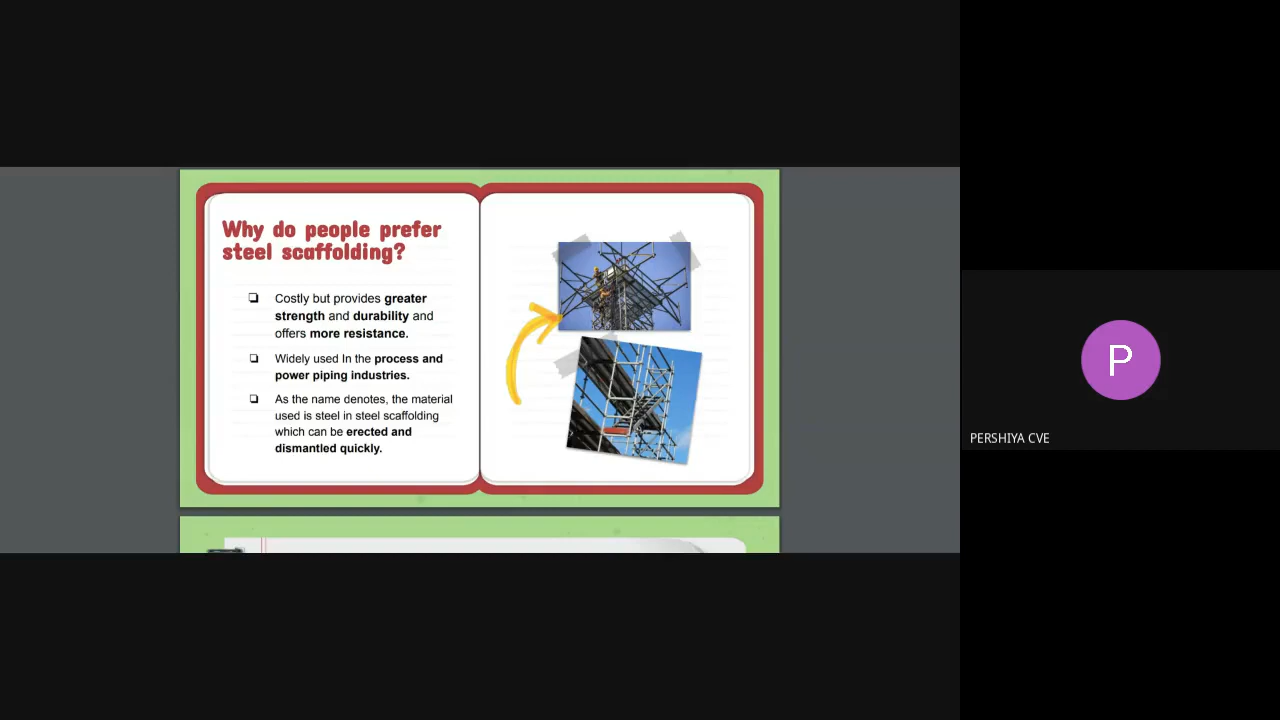 Why do people prefer
steel scaffolding?
❏ Costly but provides greater
strength and durability and
offers more resistance.
❏ Widely used In the process and
power piping industries.
❏ As the name denotes, the material
used is steel in steel scaffolding
which can be erected and
dismantled quickly.
P
PERSHIYA CVE